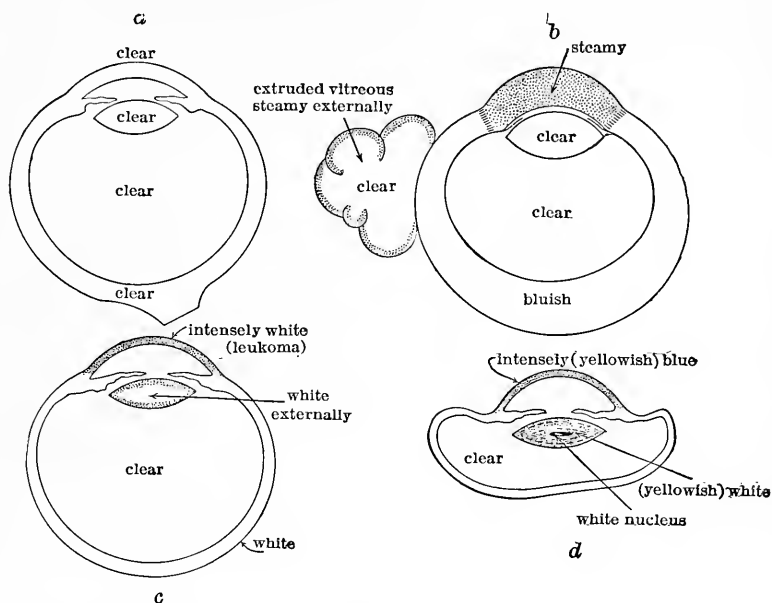 a
clear
clear
clear
clear
b
steamy
extruded vitreous
steamy externally
clear
clear
clear
bluish
intensely white
(leukoma)
white
externally
clear
white
c
intensely (yellowish) blue
clear
(yellowish) white
white nucleus
d